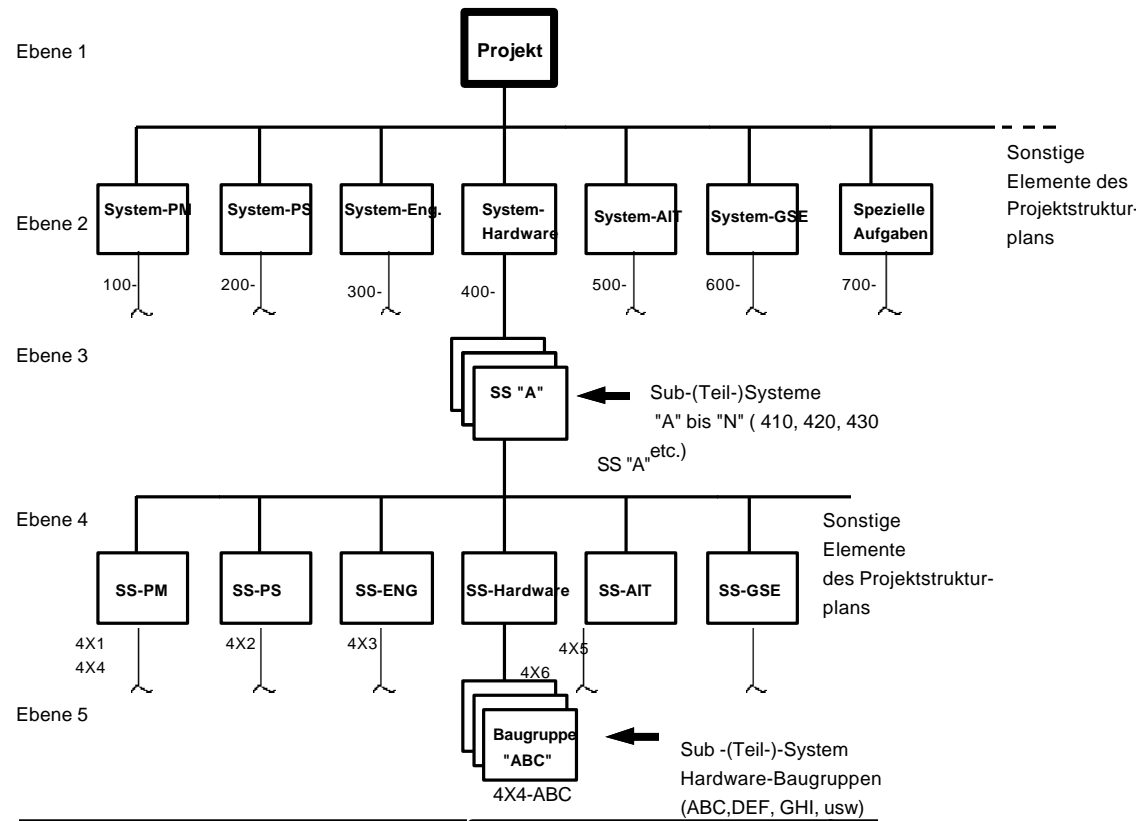 Ebene 1
Projekt
Sonstige
Elemente des
Projektstruktur-
plans
Ebene 2
System-PM
System-PS
System-Eng.
System-
Hardware
System-AIT
System-GSE
Spezielle
Aufgaben
100-
200-
300-
400-
500-
600-
700-
Ebene 3
SS "A"
Sub-(Teil-)Systeme
"A" bis "N" ( 410, 420, 430
etc.)
SS "A"
Ebene 4
Sonstige
Elemente
des Projektstruktur-
plans
SS-PM
SS-PS
SS-ENG
SS-Hardware
SS-AIT
SS-GSE
4X1
4X4
4X2
4X3
4X6
4X5
Ebene 5
Baugruppe
"ABC"
4X4-ABC
Sub -(Teil-)-System
Hardware-Baugruppen
(ABC,DEF, GHI, usw)